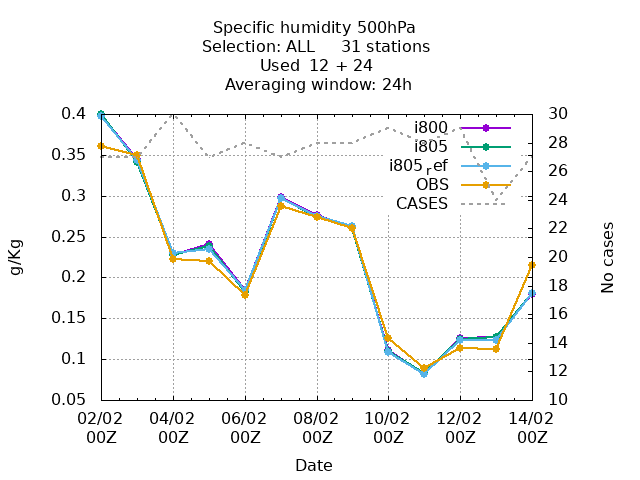 Specific humidity 500hPa
Selection: ALL 31 stations
Used 12 + 24
Averaging window: 24h
0.4
0.35
0.3
0.25
0.2
0.15
0.1
0.05
g/Kg
30
28
26
24
22
20
18
16
14
12
10
No cases
i800
i805
i805ref
OBS
CASES
02/02 04/02 06/02 08/02 10/02 12/02 14/02
00Z 00Z 00Z 00Z 00Z 00Z 00Z
Date